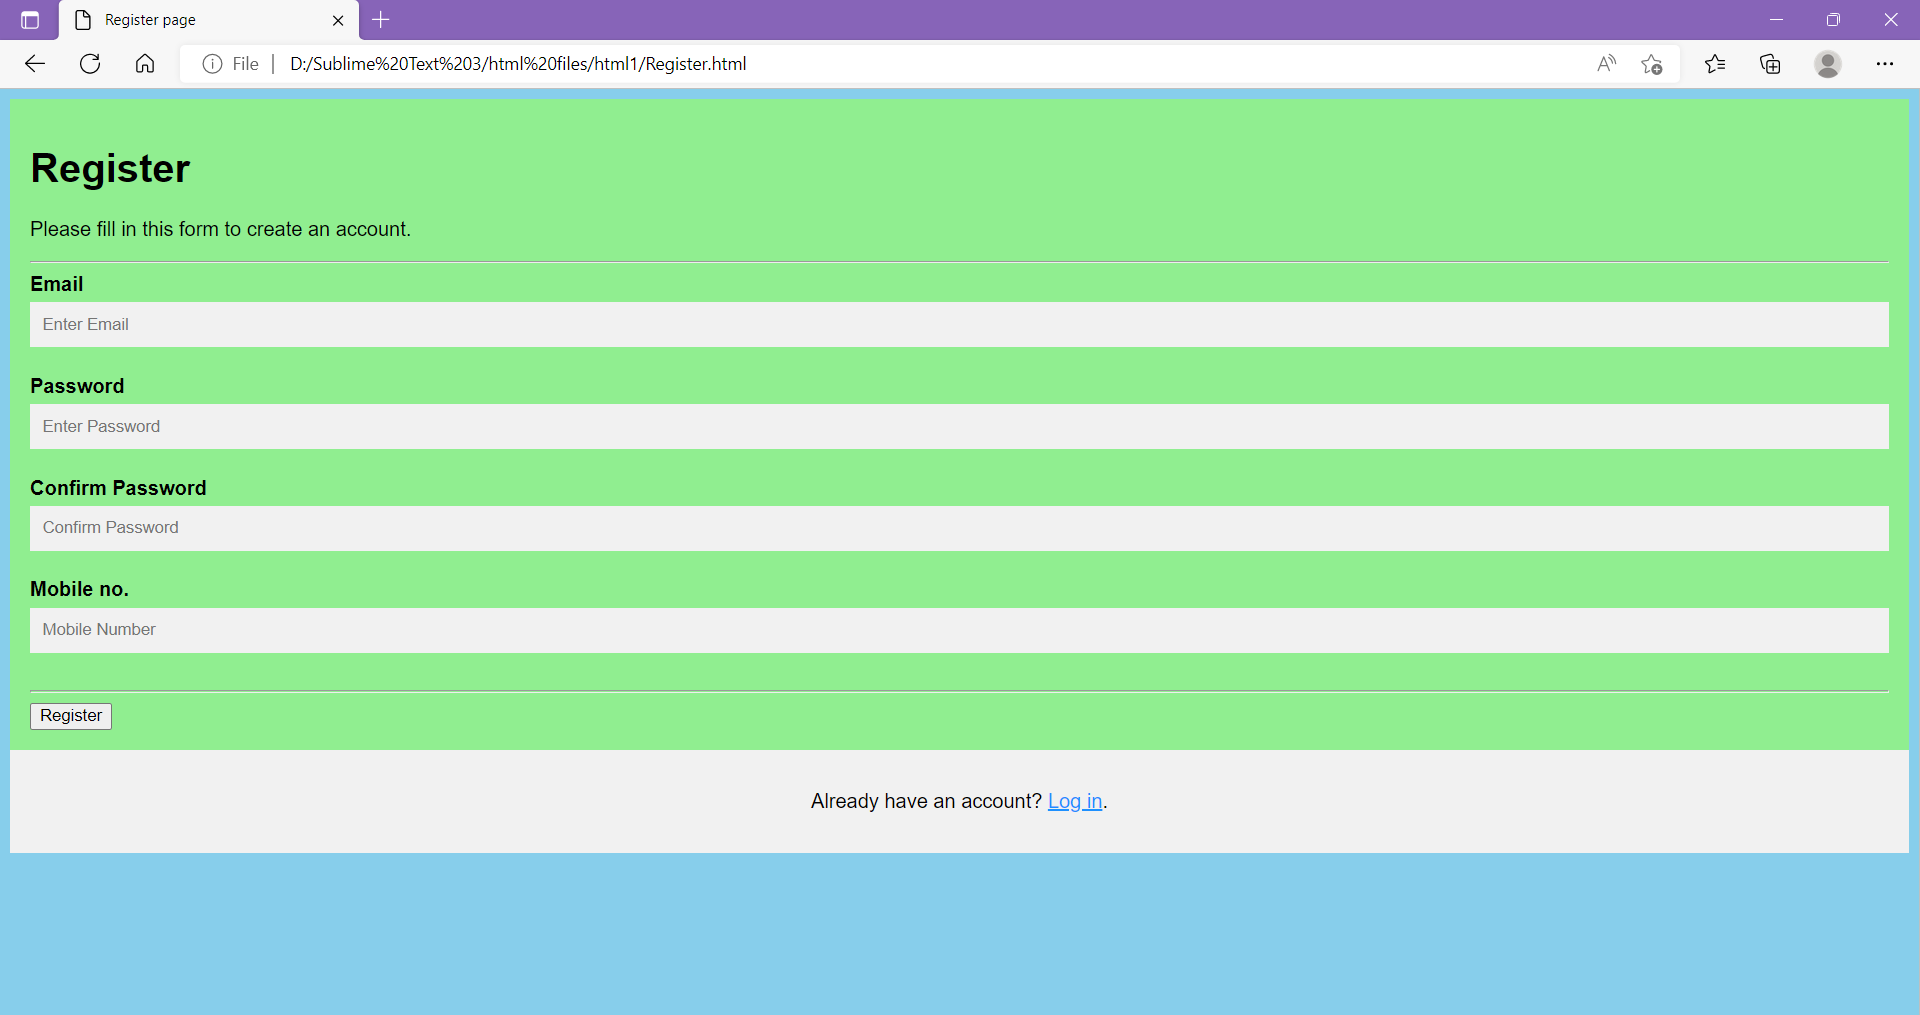 Register page
File
D:/Sublime%20Text%203/html%20files/html1/Register.html
Register
Please fill in this form to create an account.
Email
Enter Email
Password
Enter Password
Confirm Password
Confirm Password
Mobile no.
Mobile Number
Register
Already have an account? Log in.